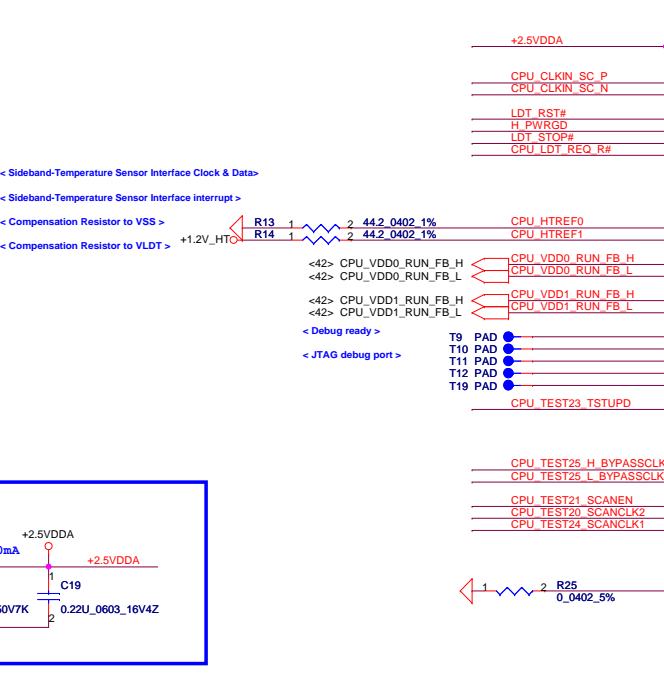 +2.5VDDA
CPU_CLKIN_SC_P
CPU_CLKIN_SC_N
LDT_RST#
H_PWRGD
LDT_STOP#
CPU_LDT_REQ_R#
< Sideband-Temperature Sensor Interface Clock & Data>
< Sideband-Temperature Sensor Interface interrupt >
< Compensation Resistor to VSS >
R13 1 2 44.2_0402_1% CPU_HTREF0
< Compensation Resistor to VLDT > +1.2V_HT R14 1 2 44.2_0402_1% CPU_HTREF1
<42> CPU_VDD0_RUN_FB_H CPU_VDD0_RUN_FB_H
<42> CPU_VDD0_RUN_FB_L CPU_VDD0_RUN_FB_L
<42> CPU_VDD1_RUN_FB_H CPU_VDD1_RUN_FB_H
<42> CPU_VDD1_RUN_FB_L CPU_VDD1_RUN_FB_L
< Debug ready >
T9 PAD
T10 PAD
< JTAG debug port >
T11 PAD
T12 PAD
T19 PAD
CPU_TEST23_TSTUPD
CPU_TEST25_H_BYPASSCLK
CPU_TEST25_L_BYPASSCLK
CPU_TEST21_SCANEN
CPU_TEST20_SCANCLK2
CPU_TEST24_SCANCLK1
+2.5VDDA
0mA
+2.5VDDA
1
C19
0V7K 0.22U_0603_16V4Z
2
1 2 R25
0_0402_5%